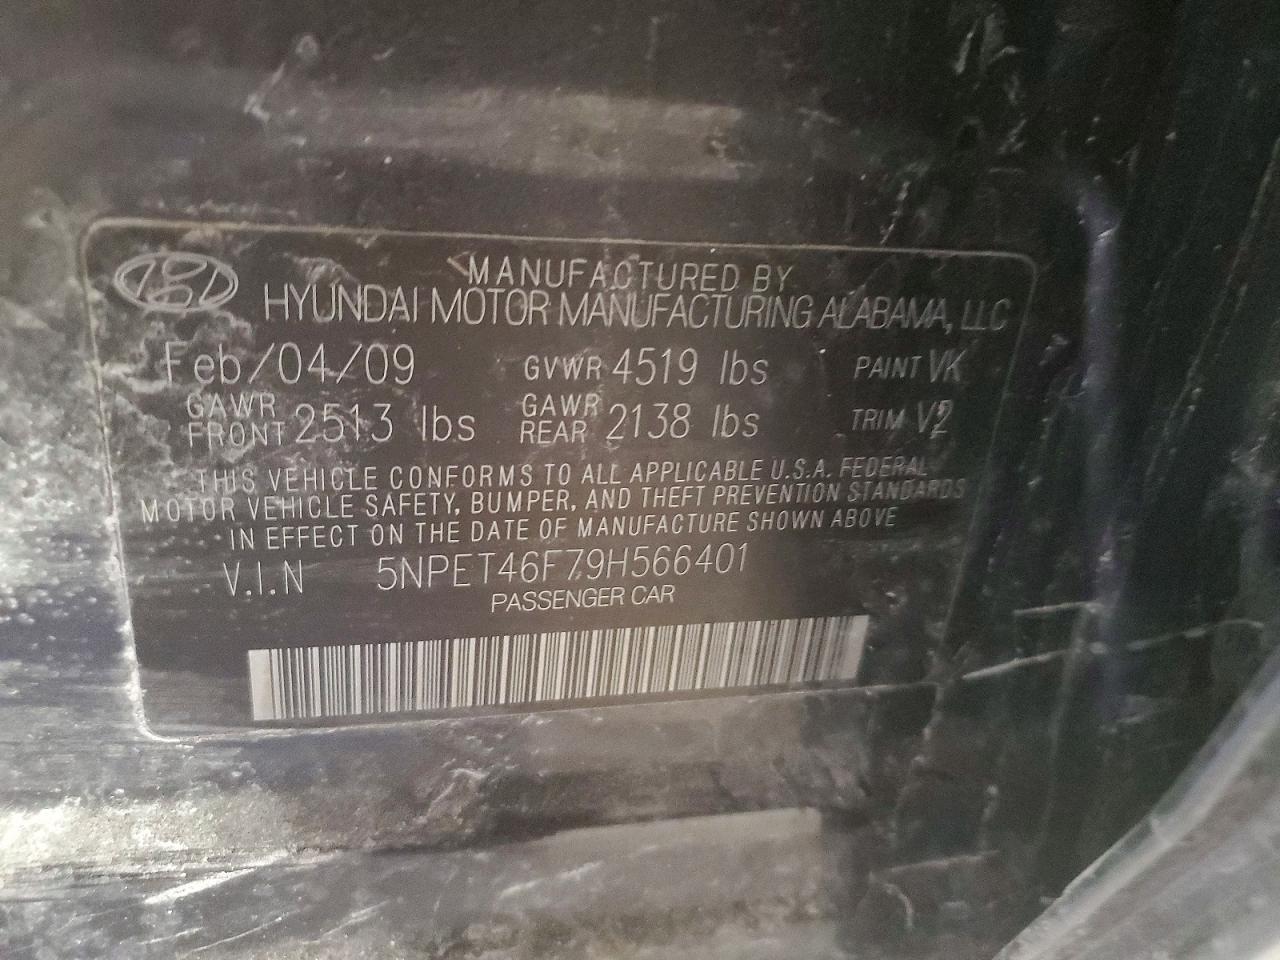 MANUFACTURED BY
HYUNDAI MOTOR MANUFACTURING ALABAMA, LLC
Feb/04/09 GVWR 4519 lbs PAINT VK
GAWR FRONT 2513 lbs GAWR REAR 2138 lbs TRIM V2
THIS VEHICLE CONFORMS TO ALL APPLICABLE U.S.A. FEDERAL
MOTOR VEHICLE SAFETY, BUMPER, AND THEFT PREVENTION STANDARDS
IN EFFECT ON THE DATE OF MANUFACTURE SHOWN ABOVE
V.I.N 5NPET46F79H566401
PASSENGER CAR